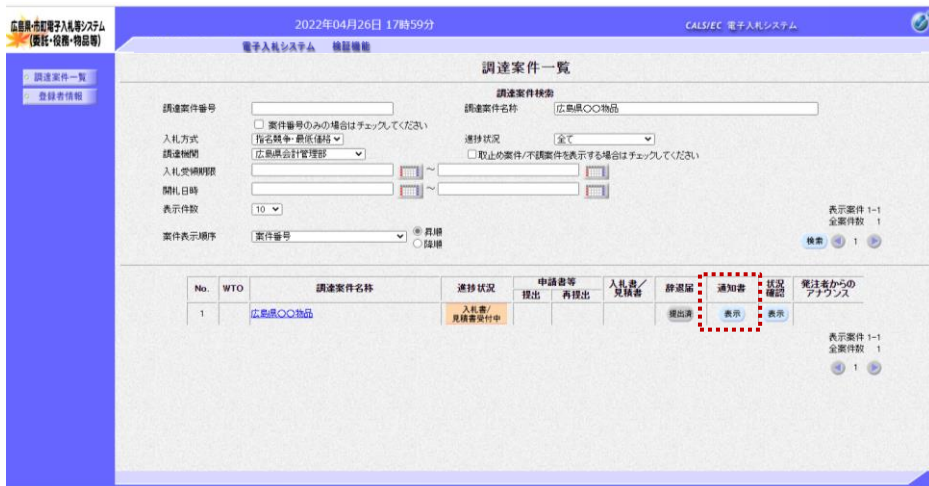 広島県・市町電子入札等システム
(委託・役務・物品等)
2022年04月26日 17時59分
CALS/EC 電子入札システム
電子入札システム 検証機能
調達案件一覧
登録者情報
調達案件一覧
調達案件検索
調達案件番号
調達案件名称 広島県〇〇物品
案件番号のみの場合はチェックしてください
入札方式 指名競争・最低価格
進捗状況 全て
調達機関 広島県会計管理部
取止め案件/不調案件を表示する場合はチェックしてください
入札受領期限 ~
開札日時 ~
表示件数 10
案件表示順序 案件番号 昇順
降順
表示案件 1-1
全案件数 1
検索 1
No. WTO 調達案件名称 進捗状況 申請書等 提出 再提出 入札書/見積書 辞退届 通知書 状況確認 発注者からのアナウンス
1 広島県〇〇物品 入札書/見積書受付中 提出済 表示 表示
表示案件 1-1
全案件数 1
1